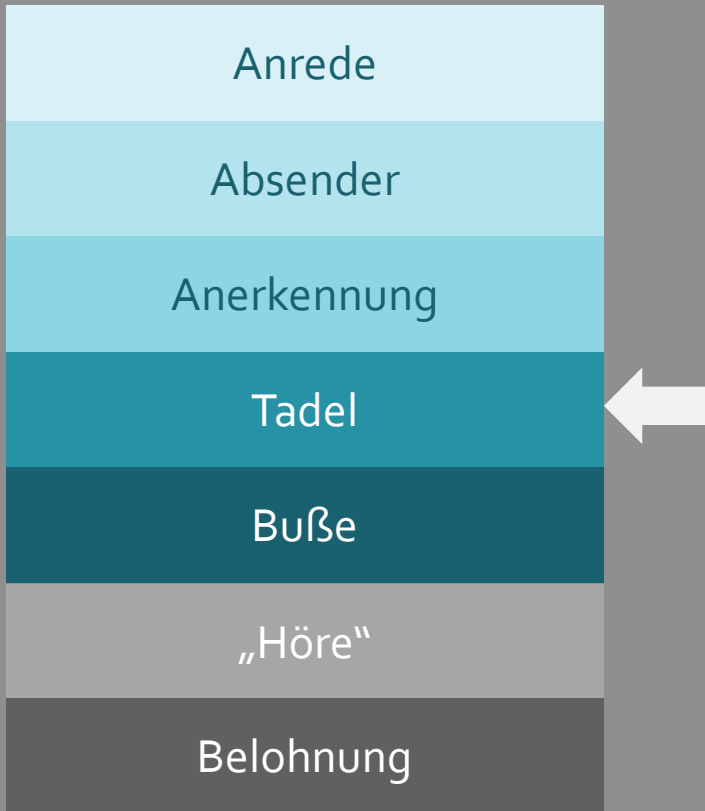 Anrede
Absender
Anerkennung
Tadel
Buße
„Höre“
Belohnung